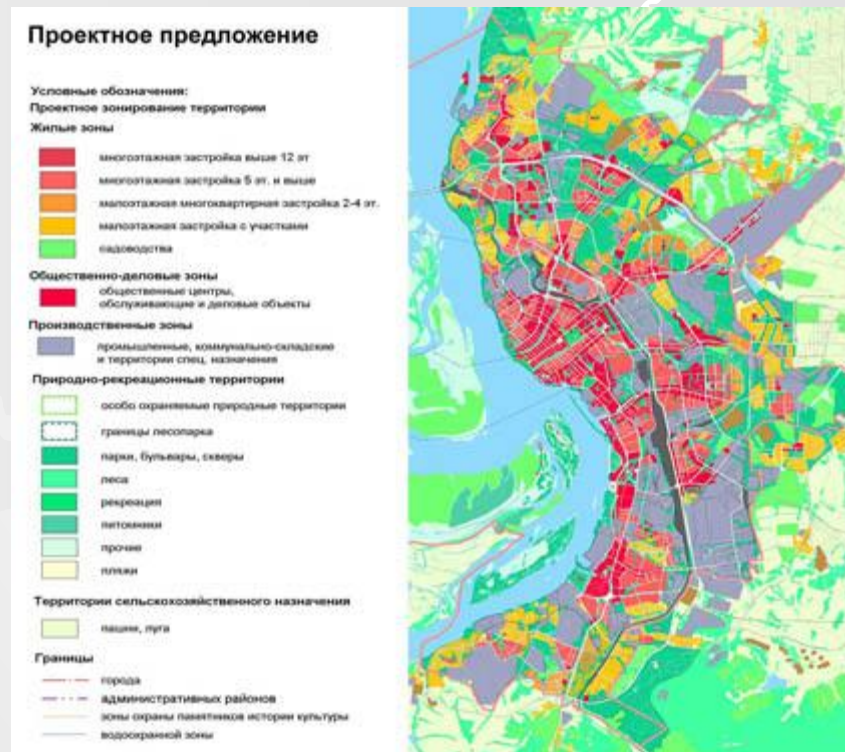 Проектное предложение
Условные обозначения:
Проектное зонирование территории
Жилые зоны
многоэтажная застройка выше 12 эт
многоэтажная застройка 5 эт. и выше
малоэтажная многоквартирная застройка 2-4 эт.
малоэтажная застройка с участками
садоводства
Общественно-деловые зоны
общественные центры,
обслуживающие и деловые объекты
Производственные зоны
промышленные, коммунально-складские
и территории спец. назначения
Природно-рекреационные территории
особо охраняемые природные территории
границы лесопарка
парки, бульвары, скверы
леса
рекреация
питомники
прочие
пляжи
Территории сельскохозяйственного назначения
пашни, луга
Границы
города
административных районов
зоны охраны памятников истории культуры
водоохранной зоны